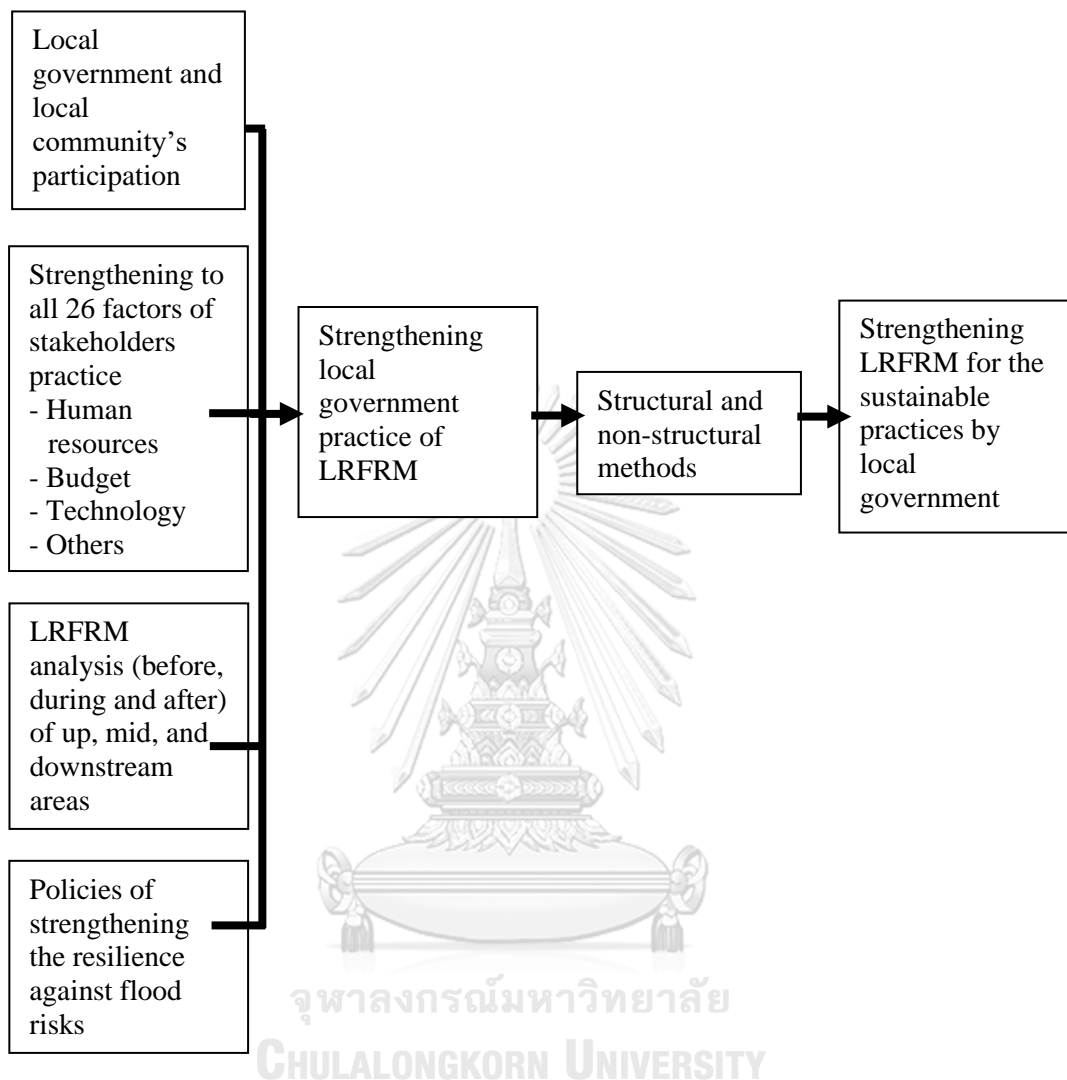 Local
government and
local
community’s
participation
Strengthening to
all 26 factors of
stakeholders
practice
- Human
resources
- Budget
- Technology
- Others
LRFRM
analysis (before,
during and after)
of up, mid, and
downstream
areas
Policies of
strengthening
the resilience
against flood
risks
Strengthening
local
government
practice of
LRFRM
Structural and
non-structural
methods
Strengthening
LRFRM for the
sustainable
practices by
local
government
จุฬาลงกรณ์มหาวิทยาลัย
CHULALONGKORN UNIVERSITY